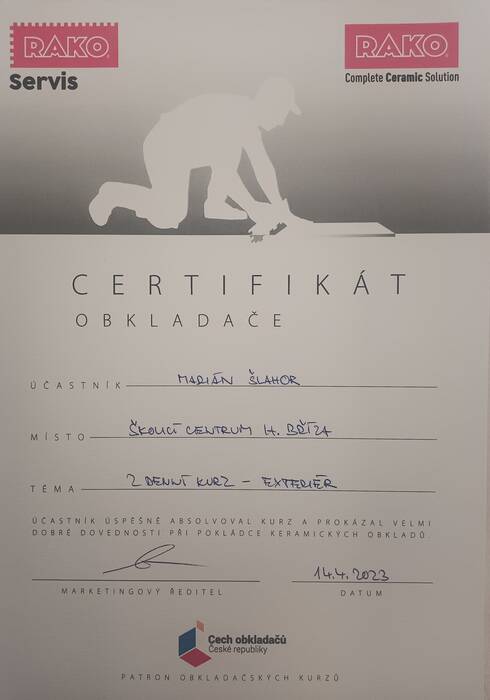 RAKO
Servis
RAKO
Complete Ceramic Solution
CERTIFIKÁT
OBKLADAČE
ÚČASTNÍK MARIÁN ŠLAHOR
MÍSTO ŠKOLICÍ CENTRUM H. BŘÍZA
TÉMA 2 DENNÍ KURZ – EXTERIÉR
ÚČASTNÍK ÚSPĚŠNĚ ABSOLVOVAL KURZ A PROKÁZAL VELMI
DOBRÉ DOVEDNOSTI PŘI POKLÁDCE KERAMICKÝCH OBKLADŮ.
14.4.2023
MARKETINGOVÝ ŘEDITEL DATUM
Cech obkladačů
České republiky
PATRON OBKLADAČSKÝCH KURZŮ